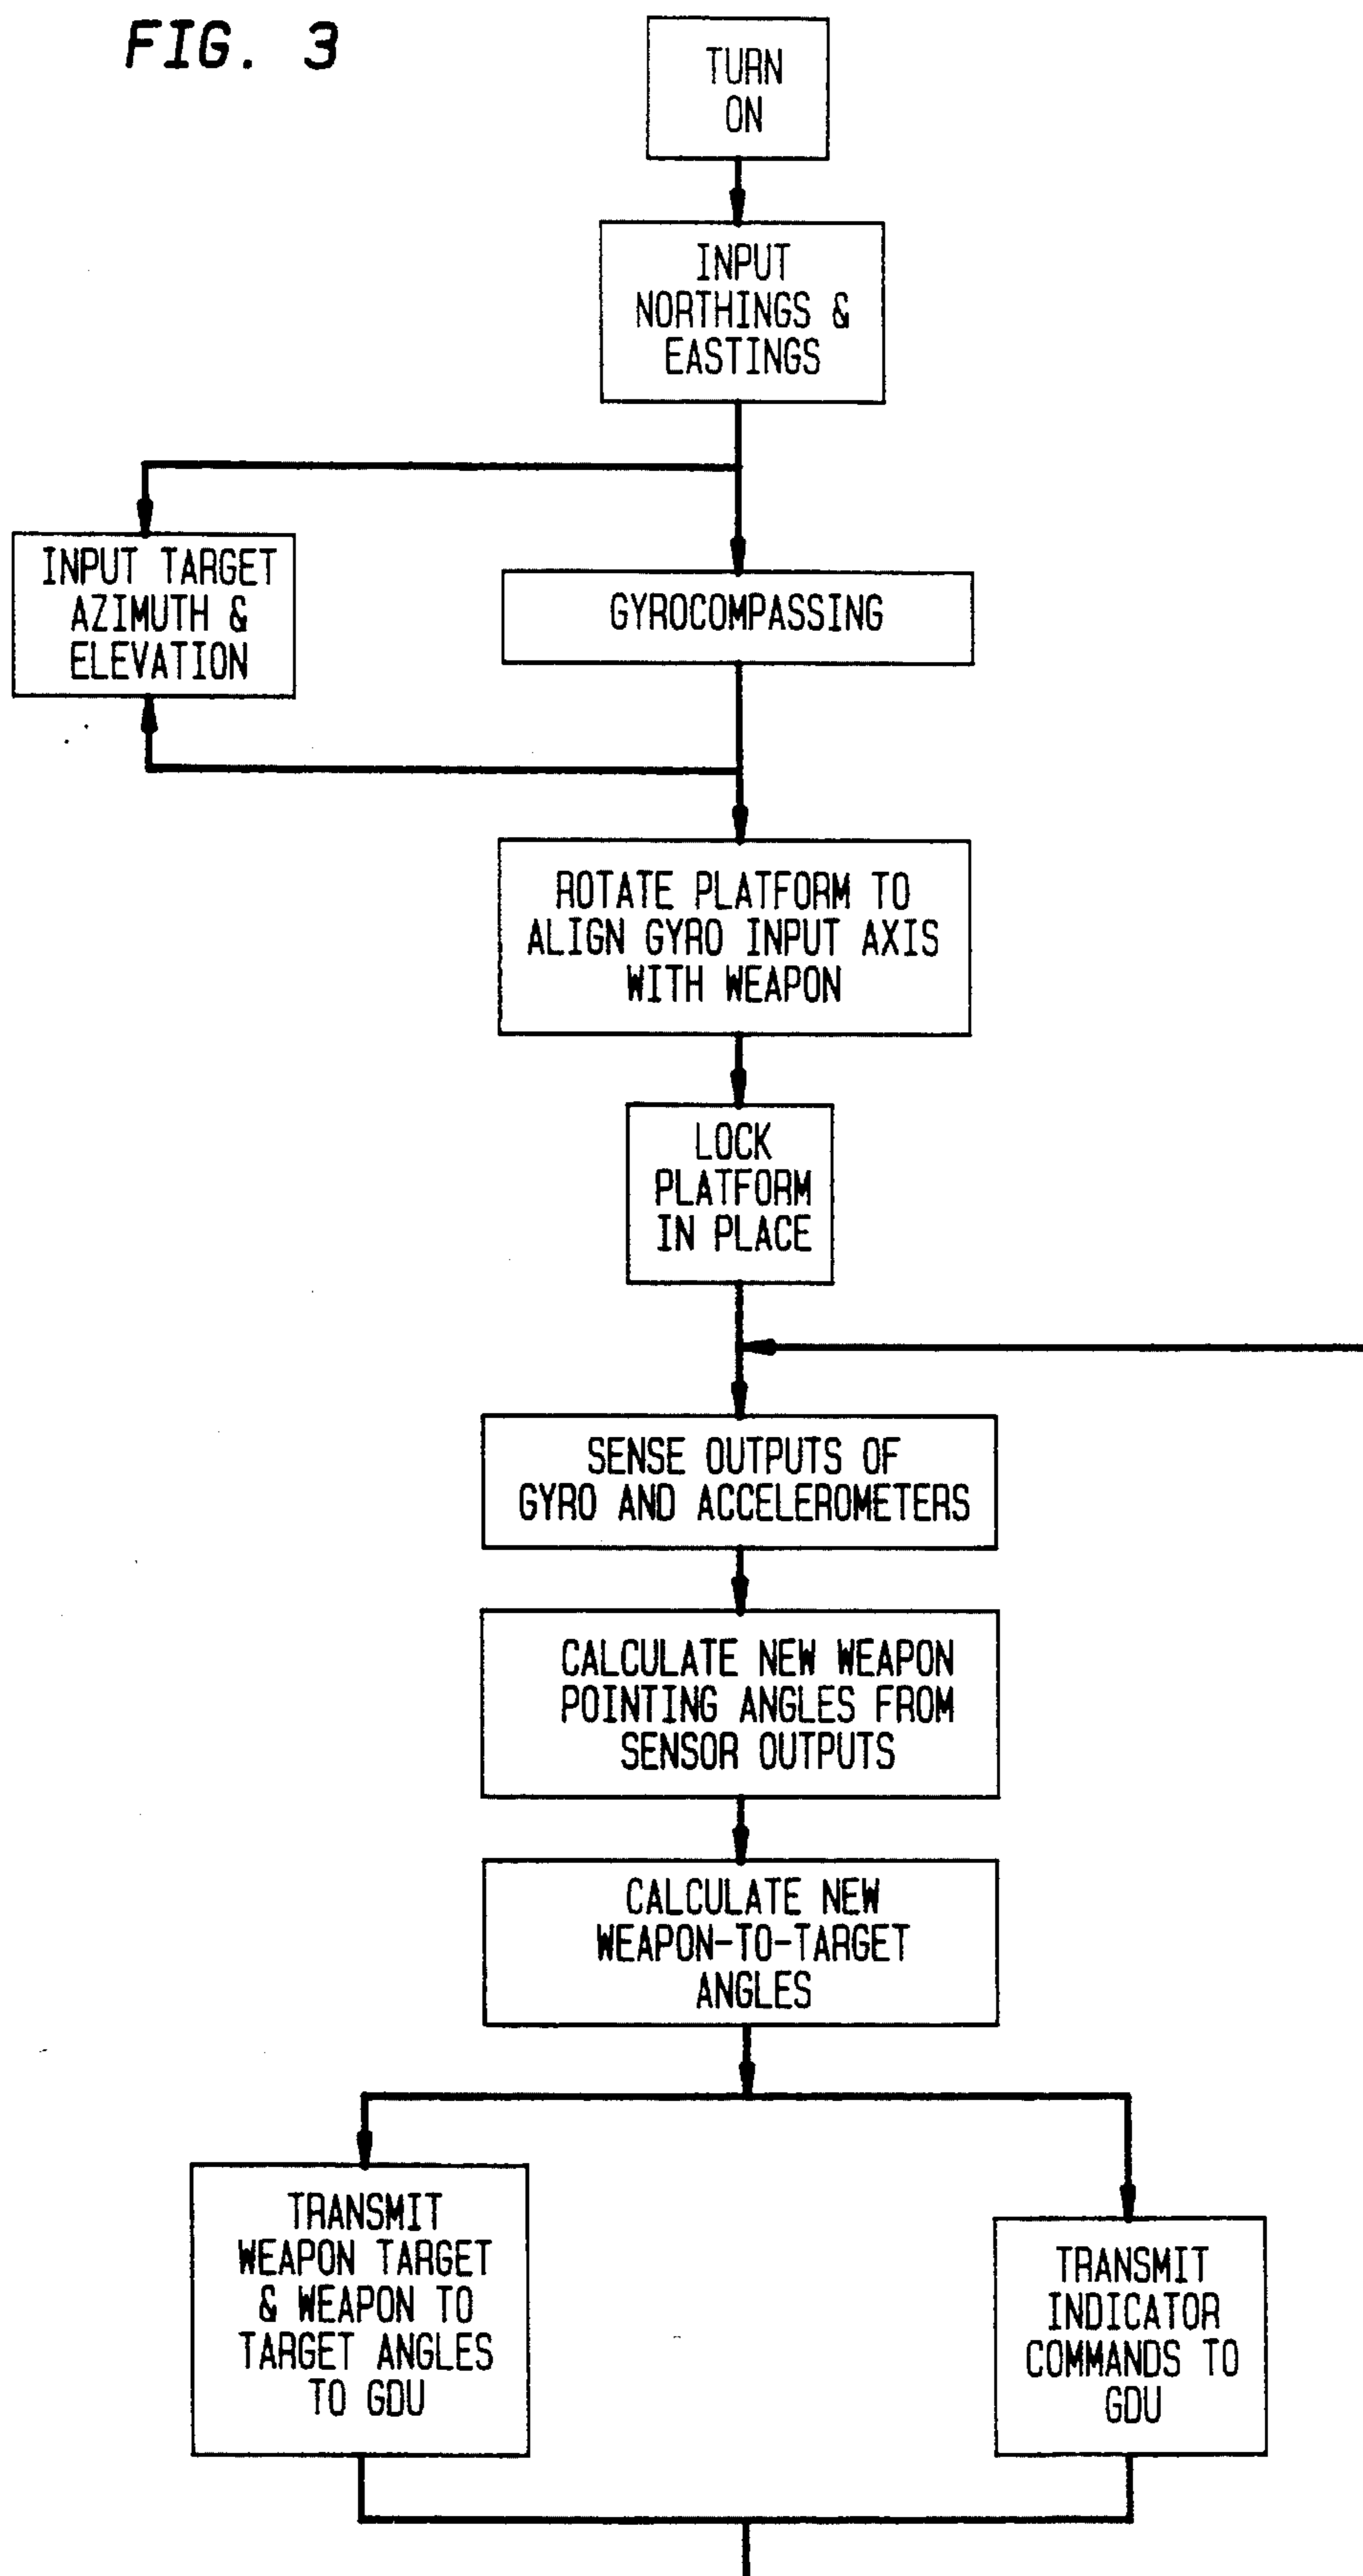 FIG. 3
TURN
ON
INPUT
NORTHINGS &
EASTINGS
INPUT TARGET
AZIMUTH &
ELEVATION
GYROCOMPASSING
ROTATE PLATFORM TO
ALIGN GYRO INPUT AXIS
WITH WEAPON
LOCK
PLATFORM
IN PLACE
SENSE OUTPUTS OF
GYRO AND ACCELEROMETERS
CALCULATE NEW WEAPON
POINTING ANGLES FROM
SENSOR OUTPUTS
CALCULATE NEW
WEAPON-TO-TARGET
ANGLES
TRANSMIT
WEAPON TARGET
& WEAPON TO
TARGET ANGLES
TO GDU
TRANSMIT
INDICATOR
COMMANDS TO
GDU